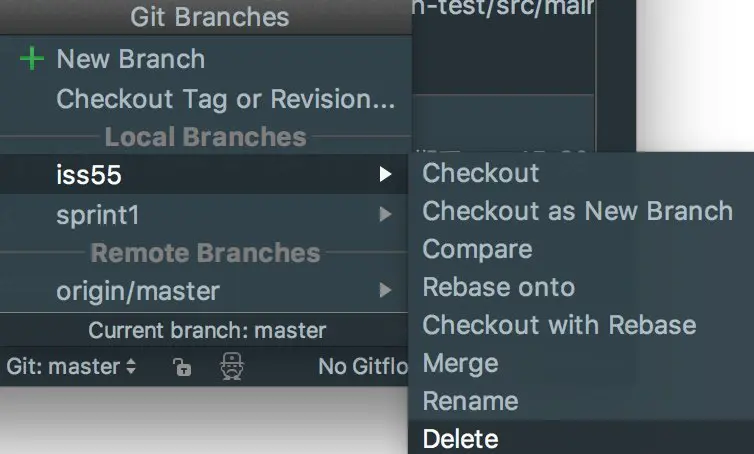 Git Branches
n-test/src/mair
New Branch
Checkout Tag or Revision...
Local Branches
iss55
sprint1
Remote Branches
origin/master
Current branch: master
Git: master
No Gitflo
Checkout
Checkout as New Branch
Compare
Rebase onto
Checkout with Rebase
Merge
Rename
Delete